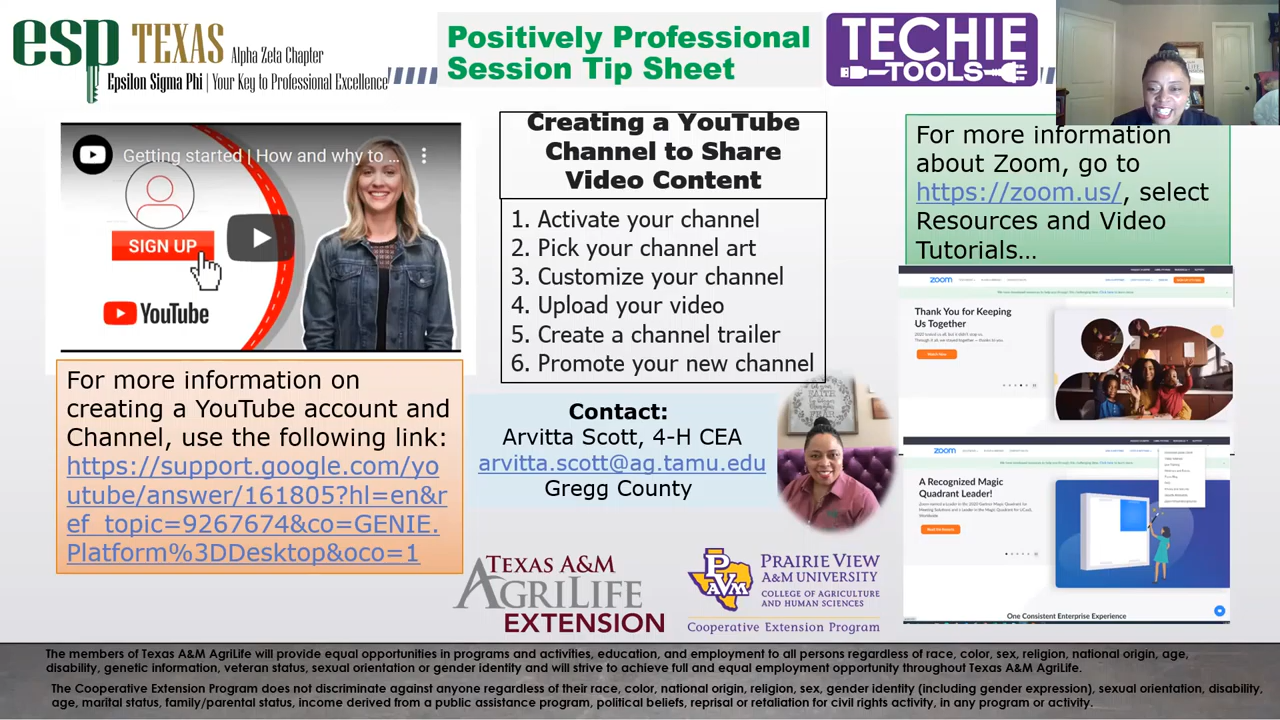 esp TEXAS Alpha Zeta Chapter
Epsilon Sigma Phi | Your Key to Professional Excellence
Positively Professional
Session Tip Sheet
TECHIE
TOOLS
Getting started | How and why to ...
SIGN UP
YouTube
For more information on
creating a YouTube account and
Channel, use the following link:
https://support.google.com/yo
utube/answer/161805?hl=en&r
ef_topic=9267674&co=GENIE.
Platform%3DDesktop&oco=1
Creating a YouTube
Channel to Share
Video Content
1. Activate your channel
2. Pick your channel art
3. Customize your channel
4. Upload your video
5. Create a channel trailer
6. Promote your new channel
Contact:
Arvitta Scott, 4-H CEA
arvitta.scott@ag.tamu.edu
Gregg County
TEXAS A&M
AGRILIFE
EXTENSION
PVAMU
PRAIRIE VIEW
A&M UNIVERSITY
COLLEGE OF AGRICULTURE
AND HUMAN SCIENCES
Cooperative Extension Program
For more information
about Zoom, go to
https://zoom.us/, select
Resources and Video
Tutorials...
zoom
Thank You for Keeping
Us Together
zoom
A Recognized Magic
Quadrant Leader!
One Consistent Enterprise Experience
The members of Texas A&M AgriLife will provide equal opportunities in programs and activities, education, and employment to all persons regardless of race, color, sex, religion, national origin, age,
disability, genetic information, veteran status, sexual orientation or gender identity and will strive to achieve full and equal employment opportunity throughout Texas A&M AgriLife.
The Cooperative Extension Program does not discriminate against anyone regardless of their race, color, national origin, religion, sex, gender identity (including gender expression), sexual orientation, disability,
age, marital status, family/parental status, income derived from a public assistance program, political beliefs, reprisal or retaliation for civil rights activity, in any program or activity.